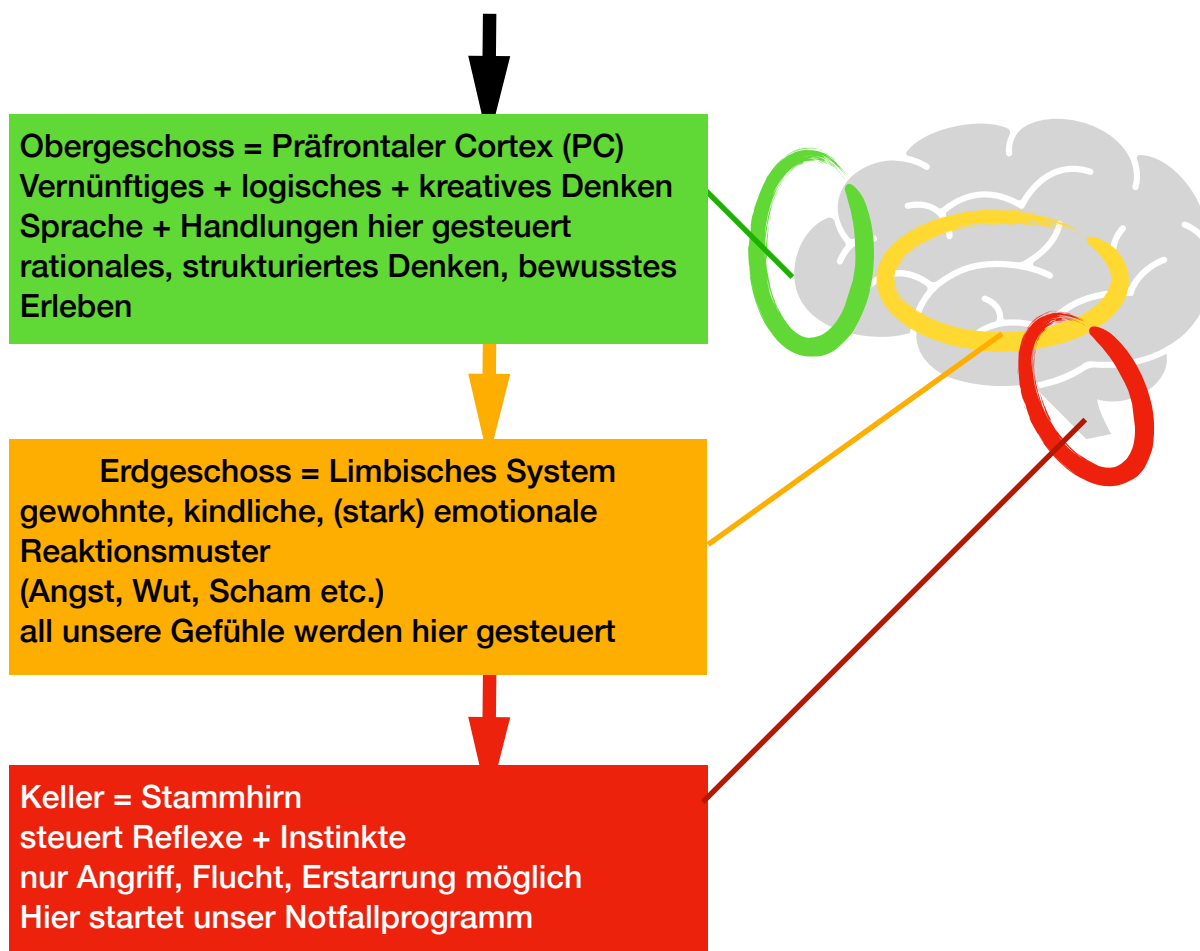 Obergeschoss = Präfrontaler Cortex (PC)
Vernünftiges + logisches + kreatives Denken
Sprache + Handlungen hier gesteuert
rationales, strukturiertes Denken, bewusstes
Erleben
Erdgeschoss = Limbisches System
gewohnte, kindliche, (stark) emotionale
Reaktionsmuster
(Angst, Wut, Scham etc.)
all unsere Gefühle werden hier gesteuert
Keller = Stammhirn
steuert Reflexe + Instinkte
nur Angriff, Flucht, Erstarrung möglich
Hier startet unser Notfallprogramm